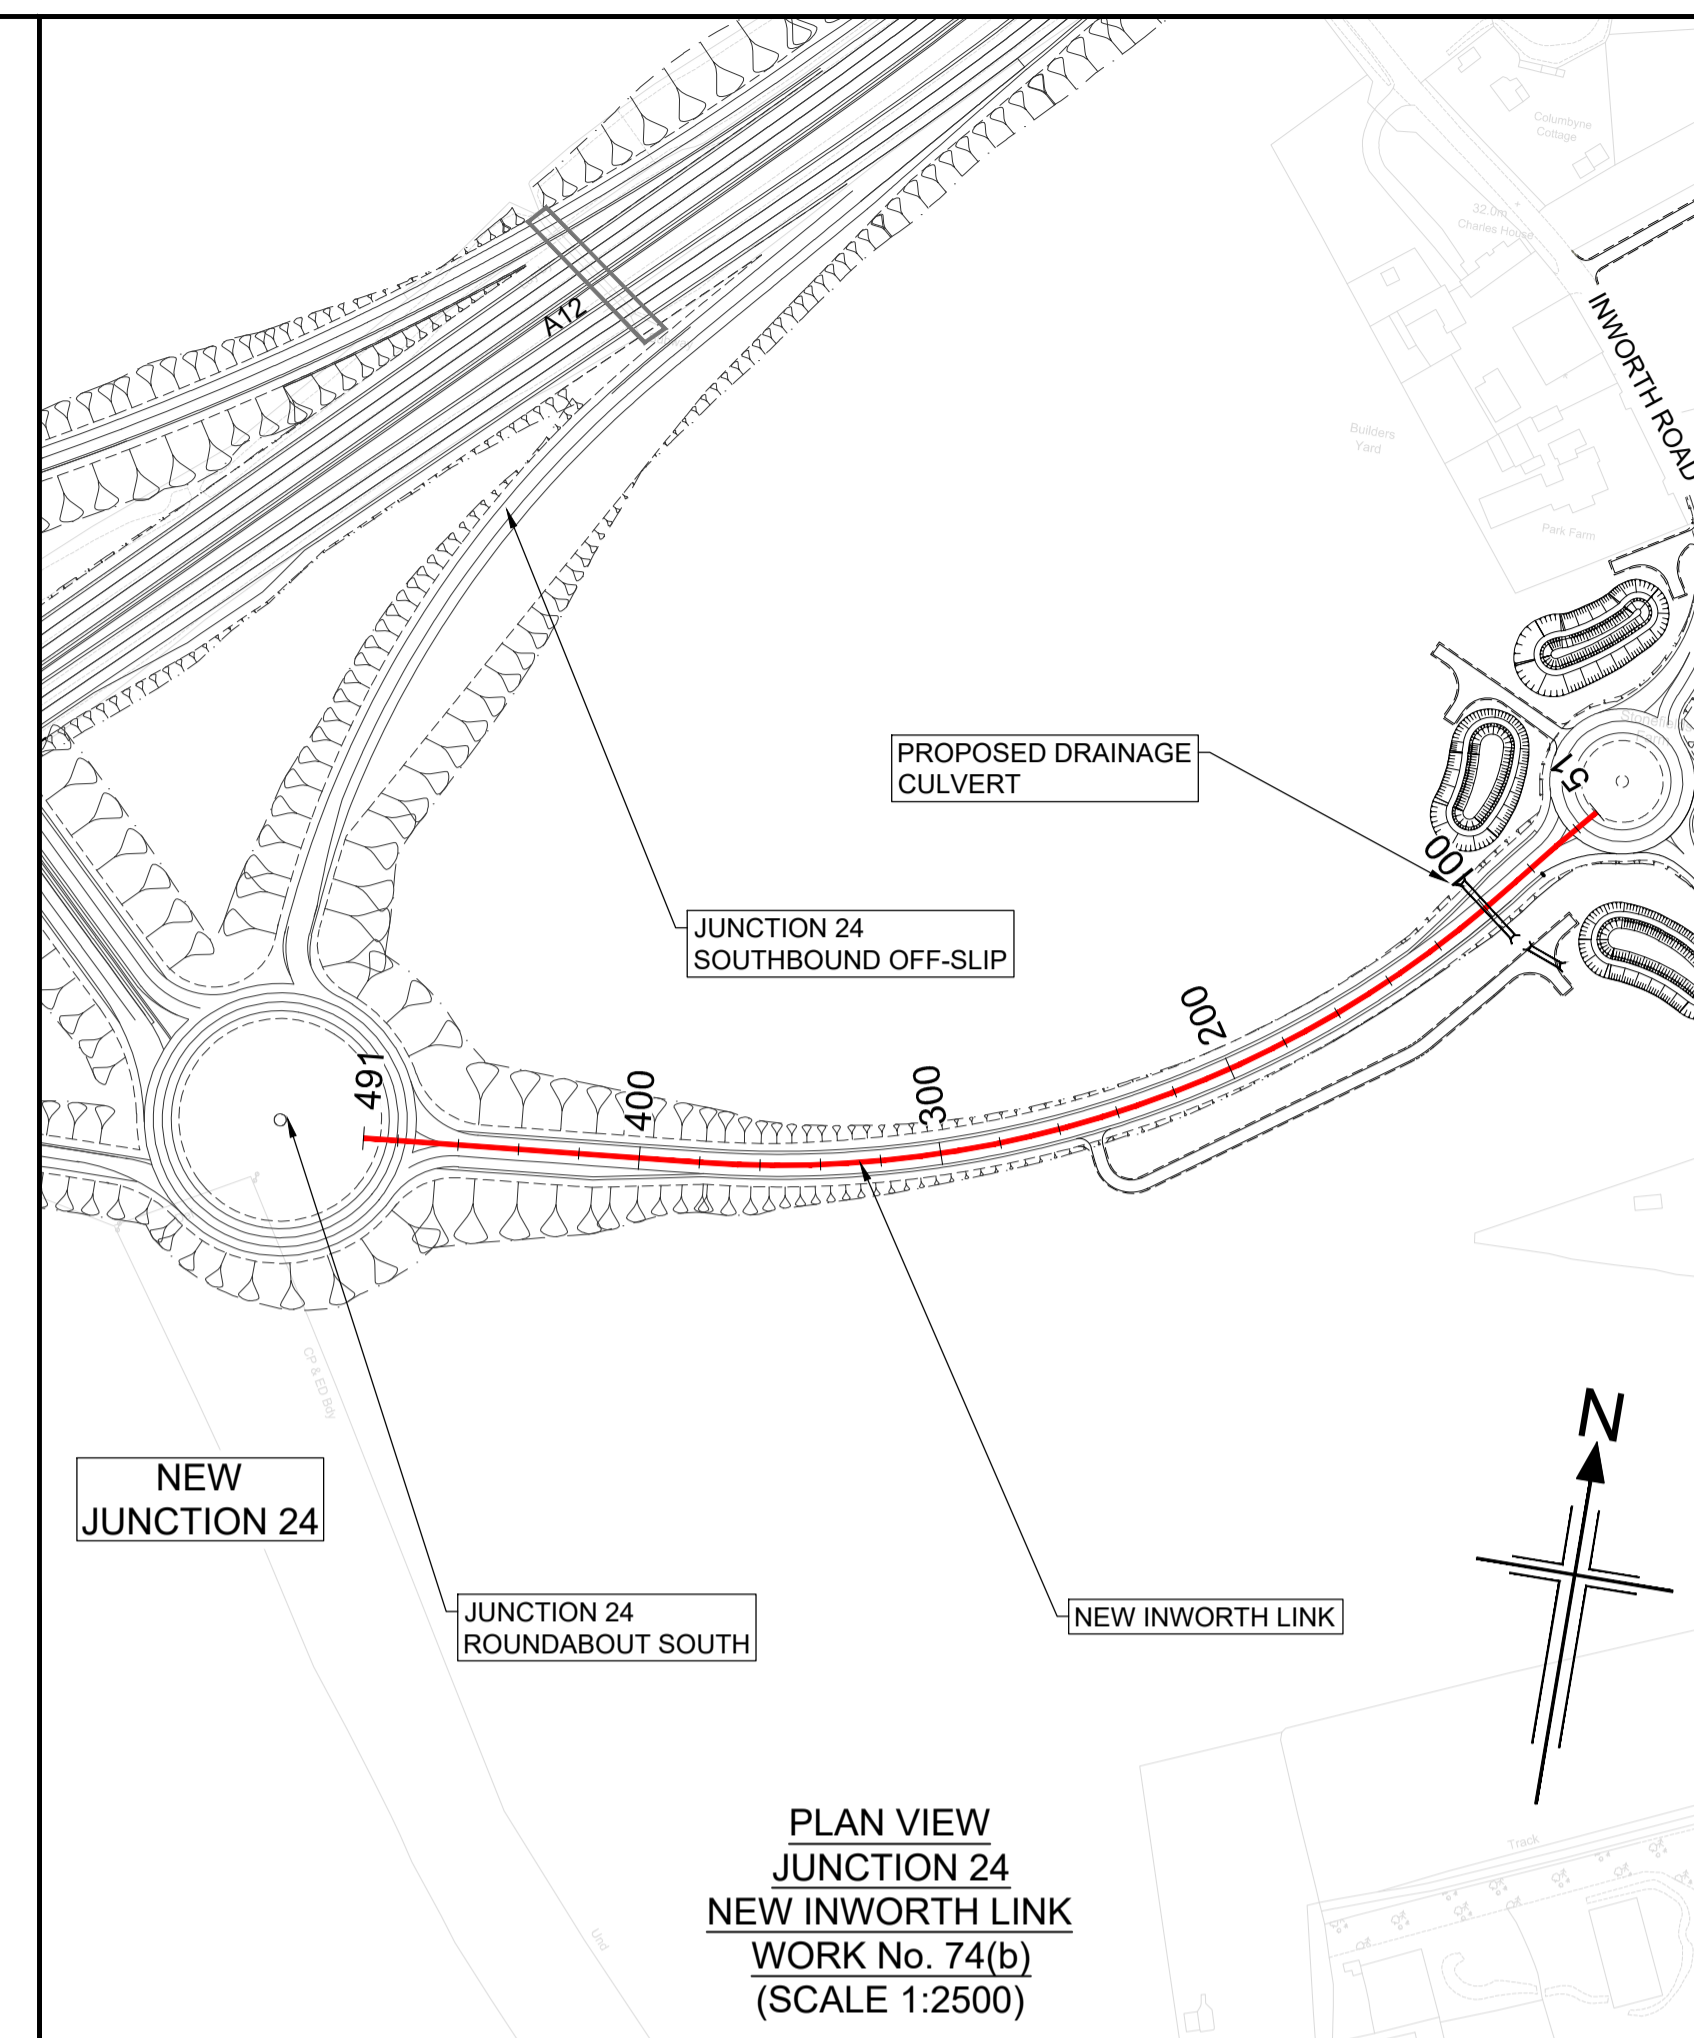 Columbyne
Cottage
32.0m
Charles House
A12
INWORTH ROAD
Builders
Yard
Park Farm
PROPOSED DRAINAGE
CULVERT
51
100
JUNCTION 24
SOUTHBOUND OFF-SLIP
200
491
400
300
CP & ED Bdy
NEW
JUNCTION 24
N
JUNCTION 24
ROUNDABOUT SOUTH
NEW INWORTH LINK
PLAN VIEW
JUNCTION 24
NEW INWORTH LINK
WORK No. 74(b)
(SCALE 1:2500)
Track
Und